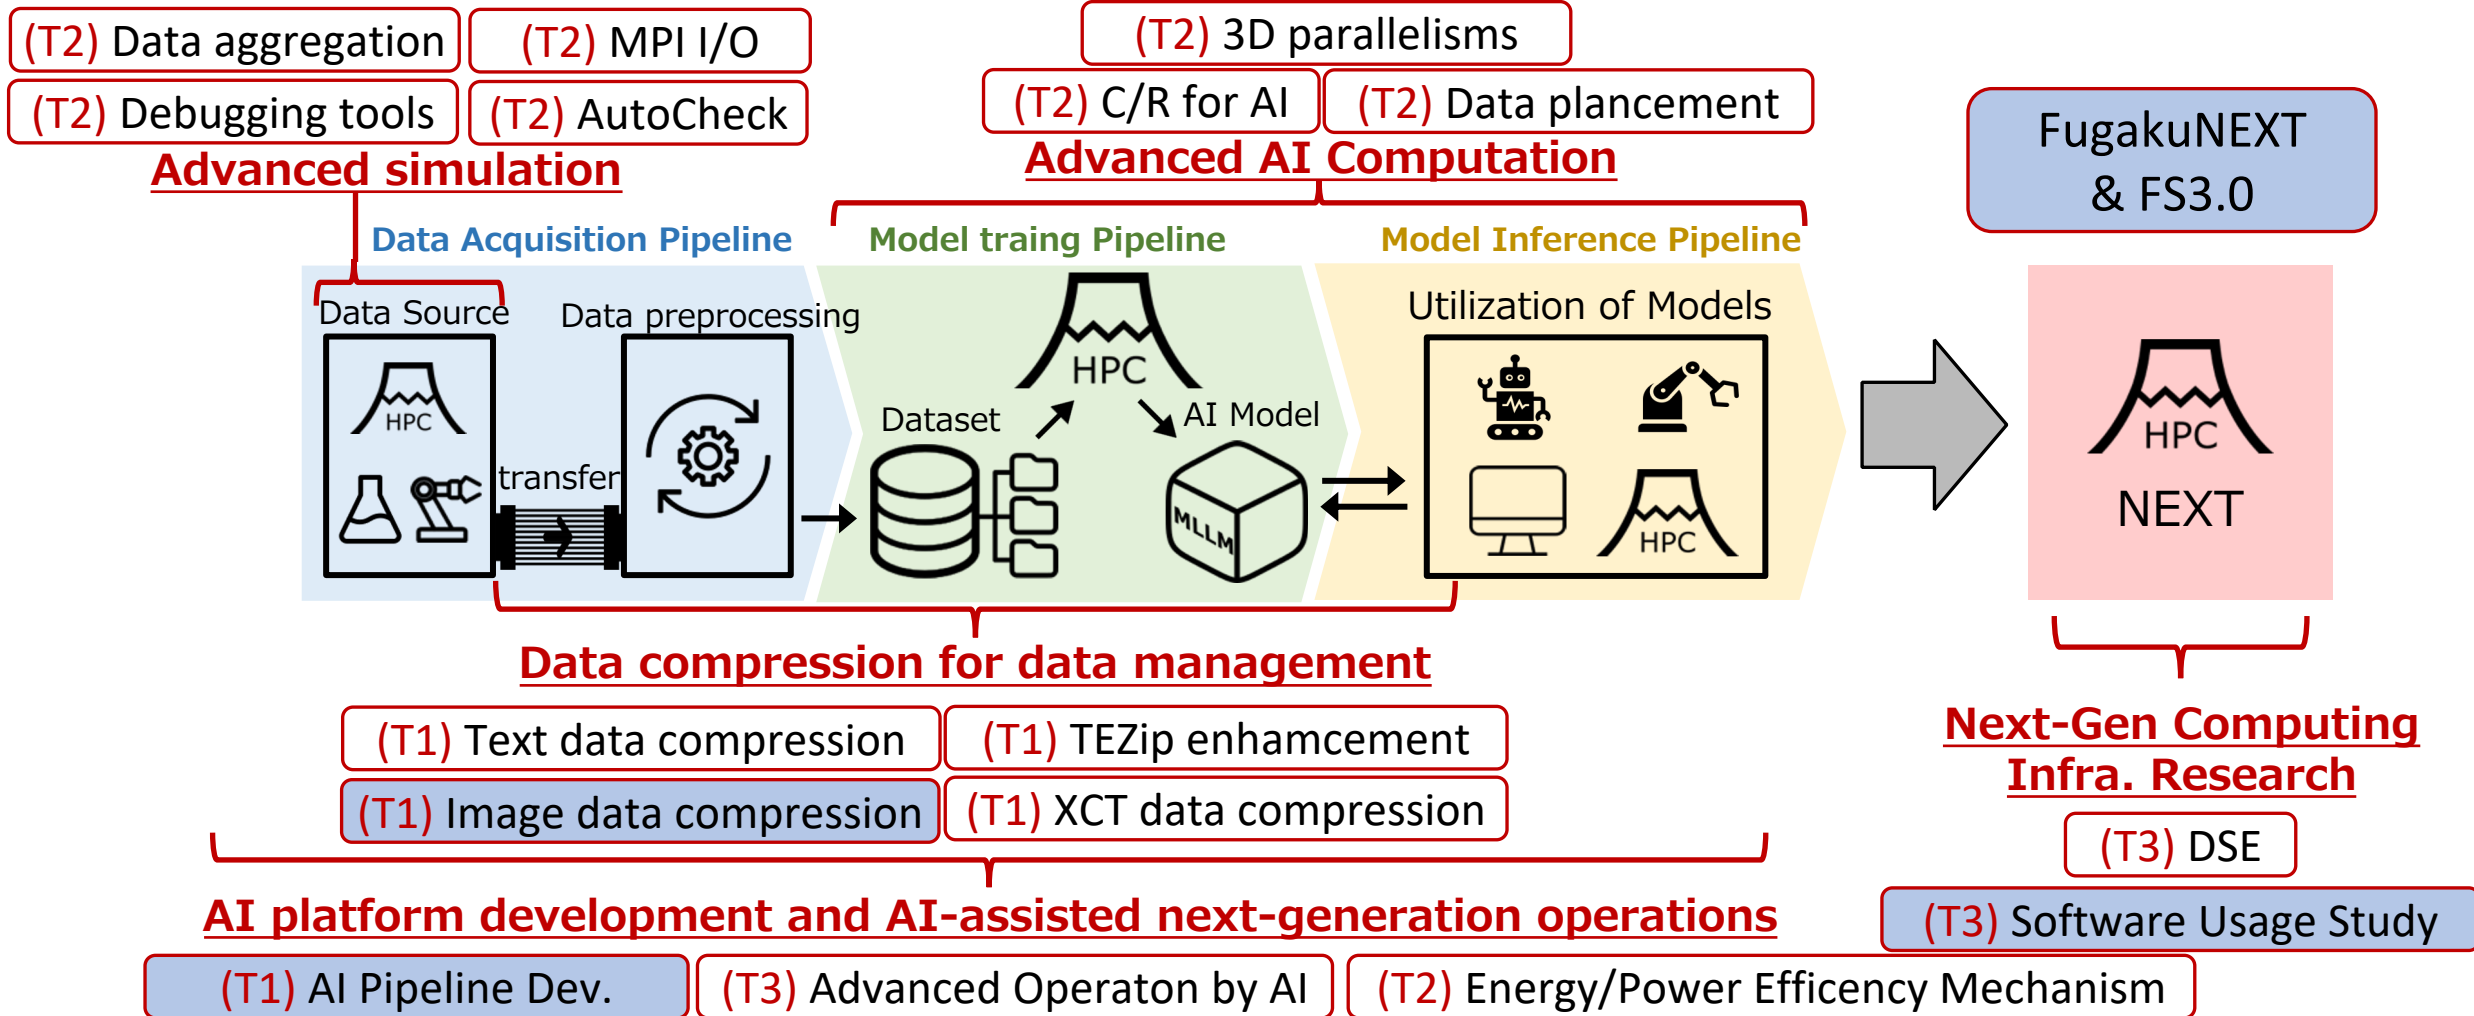 (T2) Data aggregation
(T2) MPI I/O
(T2) Debugging tools
(T2) AutoCheck
Advanced simulation
(T2) 3D parallelisms
(T2) C/R for AI
(T2) Data plancement
Advanced AI Computation
FugakuNEXT
& FS3.0
Data Acquisition Pipeline
Model traing Pipeline
Model Inference Pipeline
Data Source
HPC
transfer
Data preprocessing
Dataset
HPC
AI Model
MLLM
Utilization of Models
HPC
HPC
NEXT
Data compression for data management
(T1) Text data compression
(T1) TEZip enhamcement
(T1) Image data compression
(T1) XCT data compression
AI platform development and AI-assisted next-generation operations
(T1) AI Pipeline Dev.
(T3) Advanced Operaton by AI
(T2) Energy/Power Efficency Mechanism
Next-Gen Computing
Infra. Research
(T3) DSE
(T3) Software Usage Study